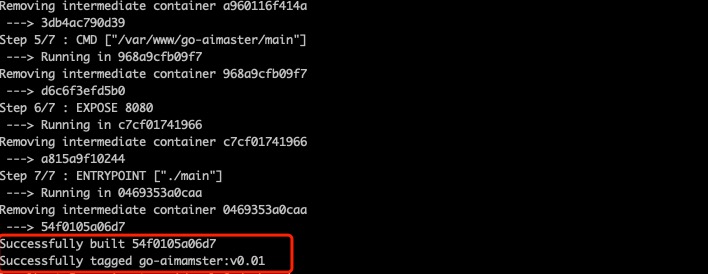 Removing intermediate container a960116f414a
---> 3db4ac790d39
Step 5/7 : CMD ["/var/www/go-aimaster/main"]
---> Running in 968a9cfb09f7
Removing intermediate container 968a9cfb09f7
---> d6c6f3efd5b0
Step 6/7 : EXPOSE 8080
---> Running in c7cf01741966
Removing intermediate container c7cf01741966
---> a815a9f10244
Step 7/7 : ENTRYPOINT ["./main"]
---> Running in 0469353a0caa
Removing intermediate container 0469353a0caa
---> 54f0105a06d7
Successfully built 54f0105a06d7
Successfully tagged go-aimamster:v0.01